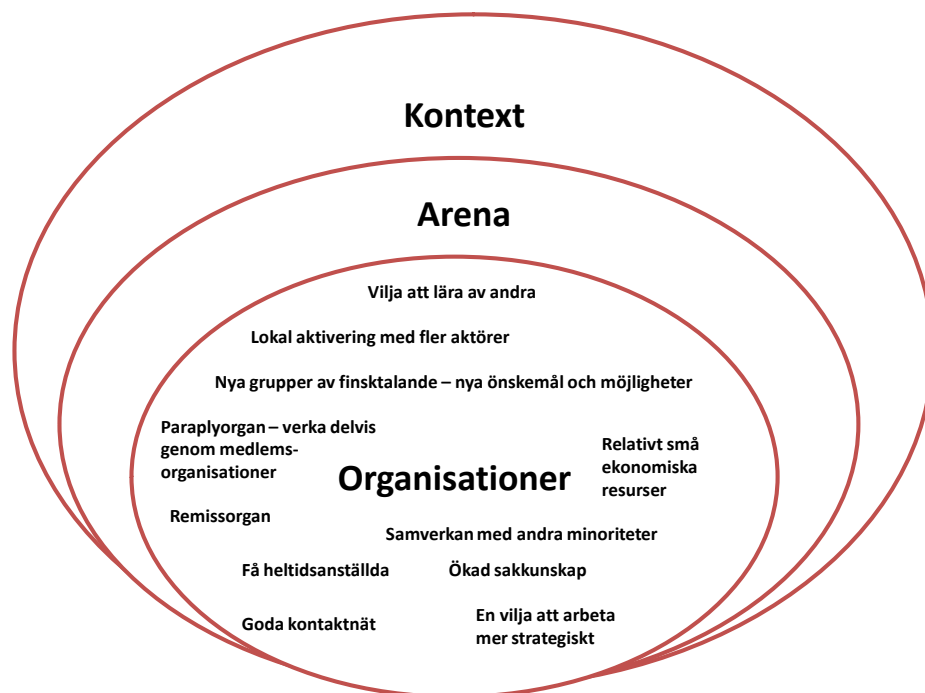 Kontext
Arena
Vilja att lära av andra
Lokal aktivering med fler aktörer
Nya grupper av finsktalande – nya önskemål och möjligheter
Paraplyorgan – verka delvis
genom medlems-
organisationer
Relativt små
ekonomiska
resurser
Organisationer
Remissorgan
Samverkan med andra minoriteter
Få heltidsanställda
Ökad sakkunskap
Goda kontaktnät
En vilja att arbeta
mer strategiskt